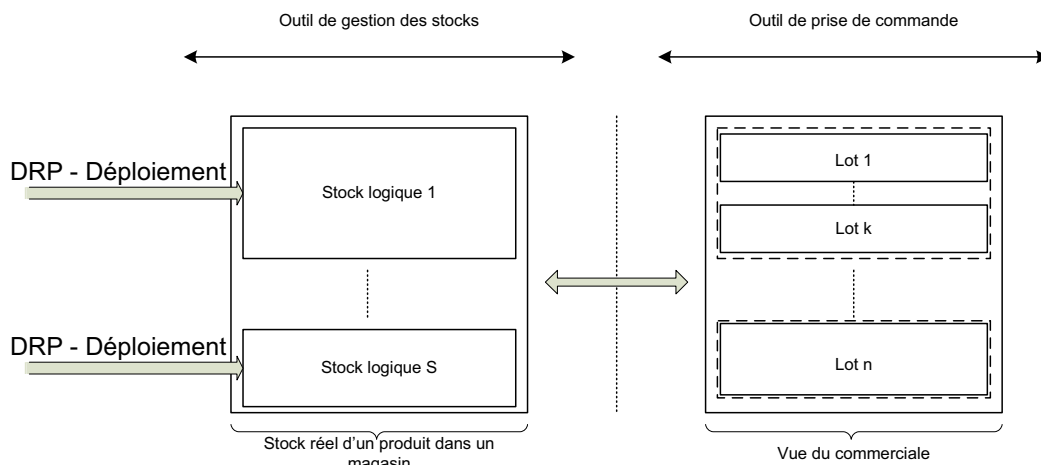 Outil de gestion des stocks
Outil de prise de commande
DRP - Déploiement
Stock logique 1
Lot 1
Lot k
DRP - Déploiement
Stock logique S
Lot n
Stock réel d'un produit dans un
magasin
Vue du commerciale